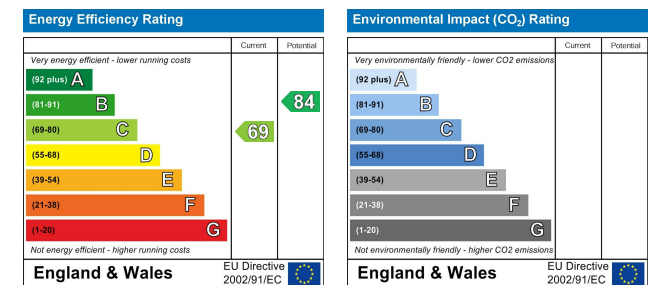 Energy Efficiency Rating
Current Potential
Very energy efficient - lower running costs
(92 plus) A
(81-91) B
84
(69-80) C
69
(55-68) D
(39-54) E
(21-38) F
(1-20) G
Not energy efficient - higher running costs
England & Wales
EU Directive
2002/91/EC
Environmental Impact (CO2) Rating
Current Potential
Very environmentally friendly - lower CO2 emissions
(92 plus) A
(81-91) B
(69-80) C
(55-68) D
(39-54) E
(21-38) F
(1-20) G
Not environmentally friendly - higher CO2 emissions
England & Wales
EU Directive
2002/91/EC